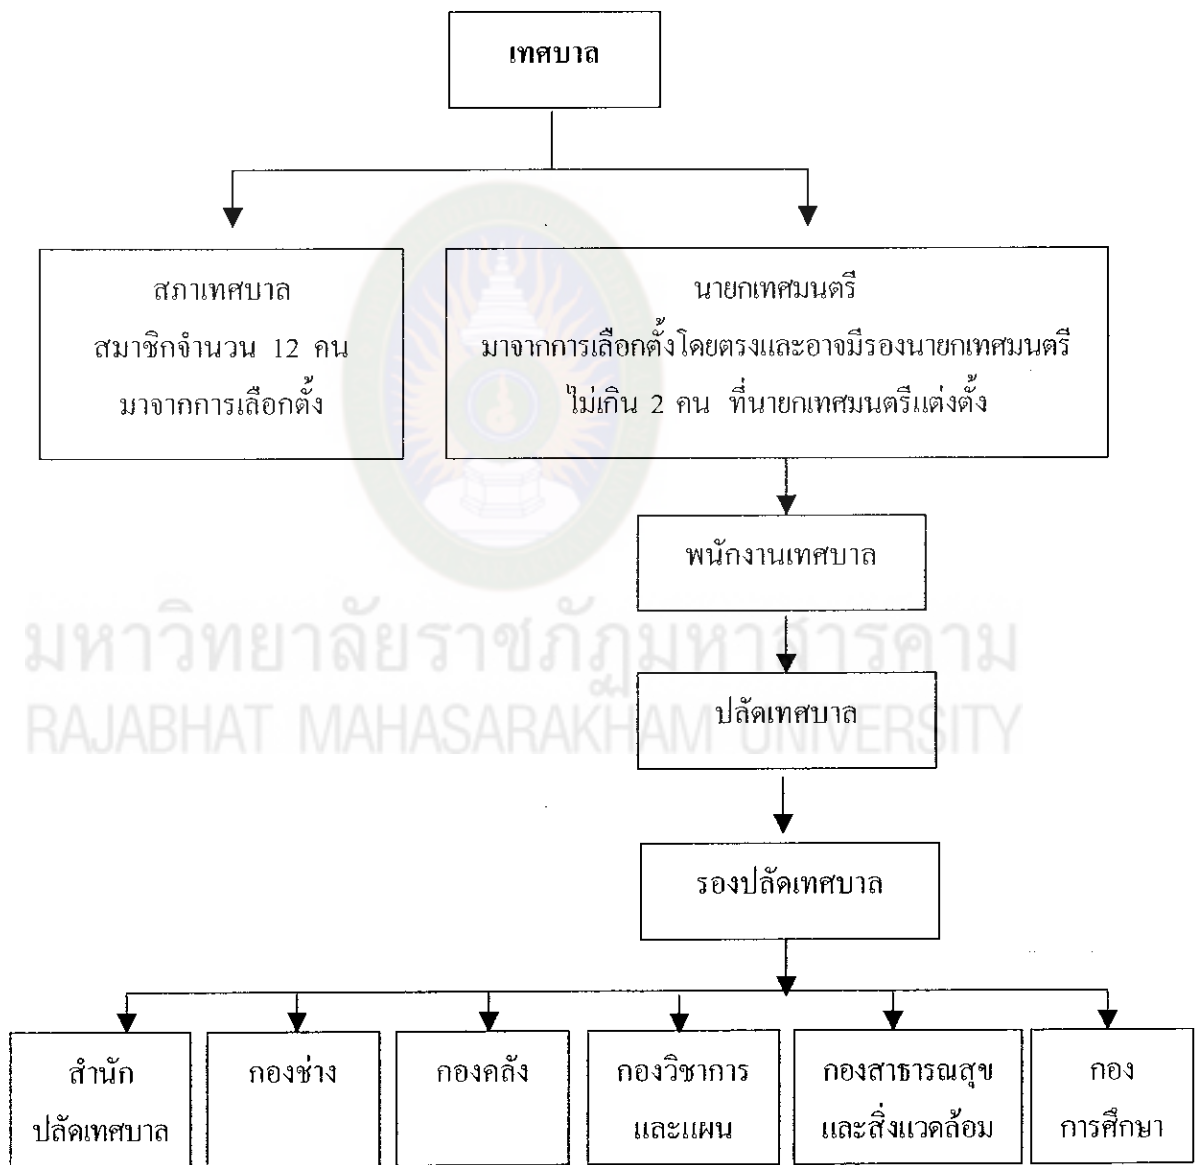 เทศบาล
สภาเทศบาล
สมาชิกจำนวน 12 คน
มาจากการเลือกตั้ง
นายกเทศมนตรี
มาจากการเลือกตั้งโดยตรงและอาจมีรองนายกเทศมนตรี
ไม่เกิน 2 คน ที่นายกเทศมนตรีแต่งตั้ง
พนักงานเทศบาล
มหาวิทยาลัยราชภัฏมหาสารคาม
RAJABHAT MAHASARAKHAM UNIVERSITY
ปลัดเทศบาล
รองปลัดเทศบาล
สำนัก
ปลัดเทศบาล
กองช่าง
กองคลัง
กองวิชาการ
และแผน
กองสาธารณสุข
และสิ่งแวดล้อม
กอง
การศึกษา